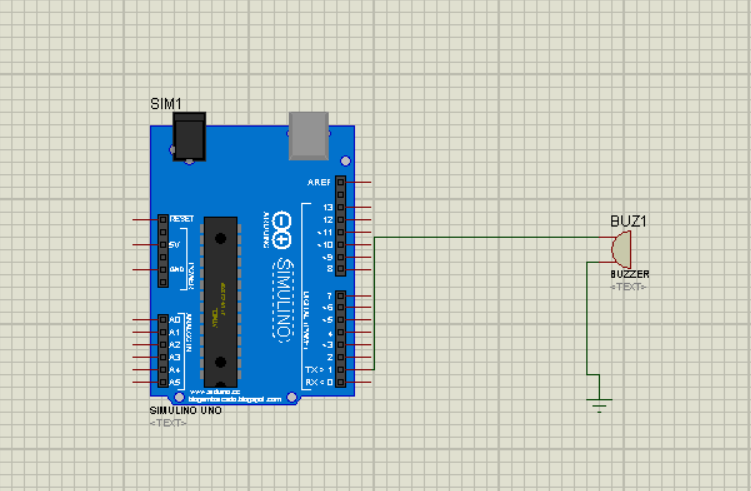 SIM1
AREF
13
12
~11
~10
~9
8
7
~6
~5
4
~3
2
TX > 1
RX < 0
RESET
5V
GND
POWER
A0
A1
A2
A3
A4
A5
ANALOG IN
ARDUINO
SIMULINO
ATMEL
www.arduino.cc
blogembarcado.blogspot.com
SIMULINO UNO
<TEXT>
BUZ1
BUZZER
<TEXT>